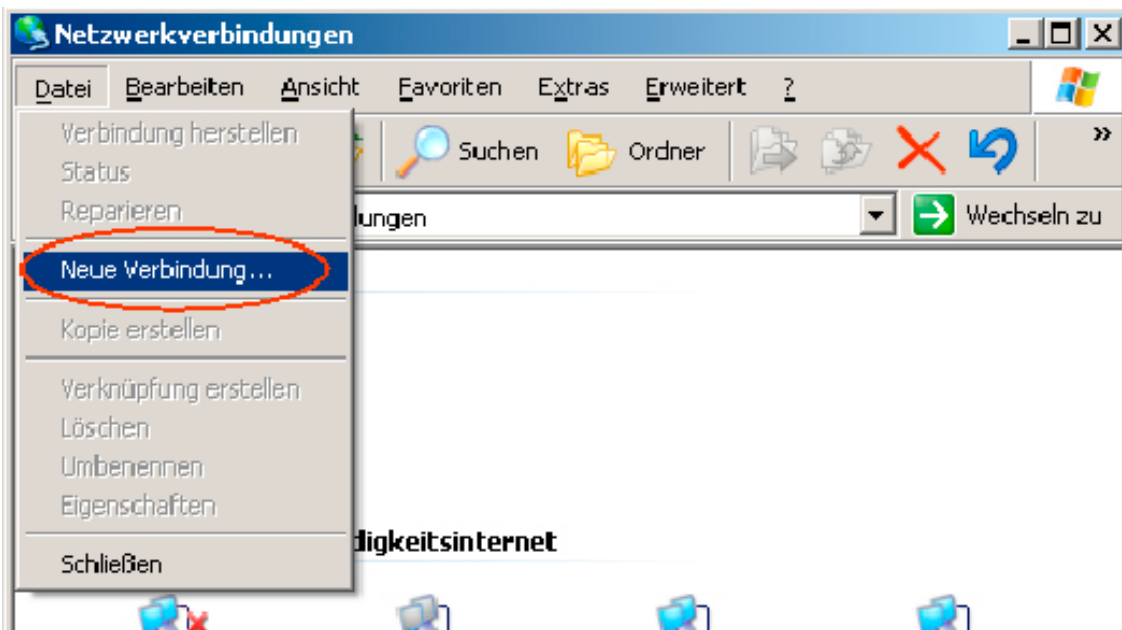 Netzwerkverbindungen
Datei Bearbeiten Ansicht Favoriten Extras Erweitert ?
Verbindung herstellen
Status
Reparieren
Neue Verbindung...
Kopie erstellen
Verknüpfung erstellen
Löschen
Umbenennen
Eigenschaften
Schließen
Suchen Ordner »
lungen Wechseln zu
digkeitsinternet